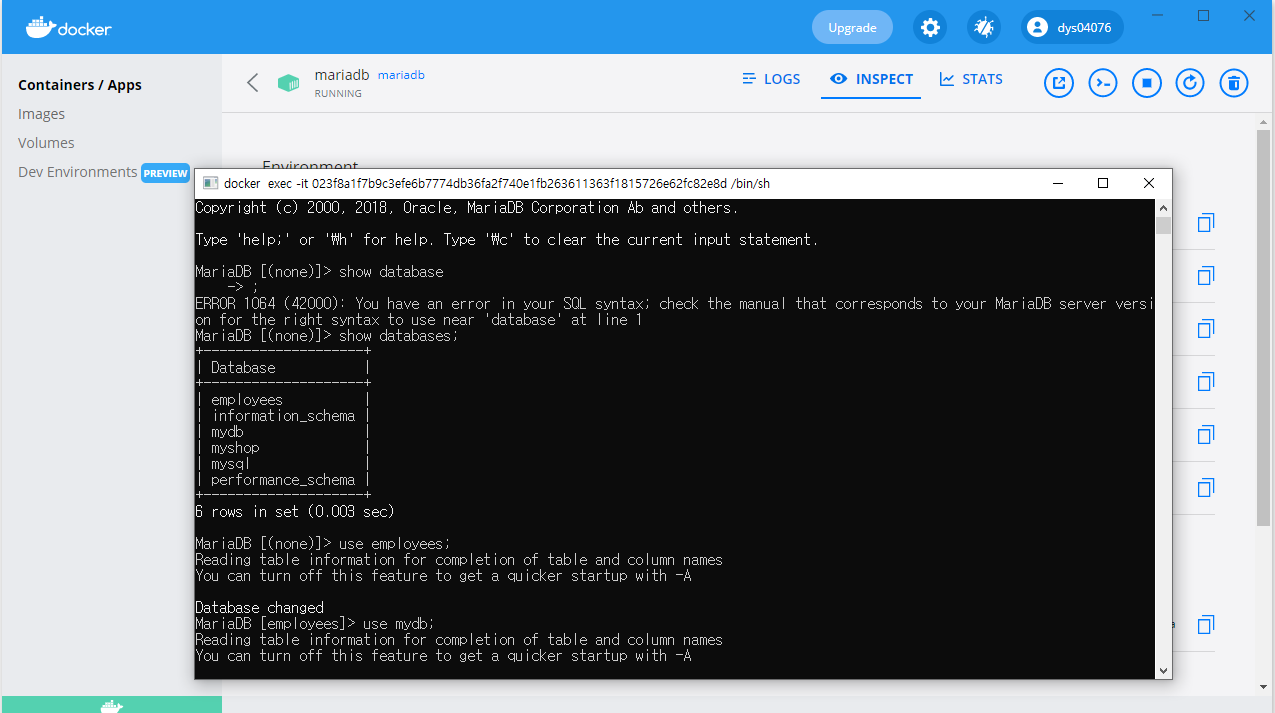 docker
Upgrade
dys04076
Containers / Apps
Images
Volumes
Dev Environments PREVIEW
mariadb mariadb
RUNNING
LOGS
INSPECT
STATS
Environment
docker exec -it 023f8a1f7b9c3efe6b7774db36fa2f740e1fb263611363f1815726e62fc82e8d /bin/sh
Copyright (c) 2000, 2018, Oracle, MariaDB Corporation Ab and others.
Type 'help;' or '₩h' for help. Type '₩c' to clear the current input statement.
MariaDB [(none)]> show database
-> ;
ERROR 1064 (42000): You have an error in your SQL syntax; check the manual that corresponds to your MariaDB server versi
on for the right syntax to use near 'database' at line 1
MariaDB [(none)]> show databases;
+--------------------+
| Database           |
+--------------------+
| employees          |
| information_schema |
| mydb               |
| myshop             |
| mysql              |
| performance_schema |
+--------------------+
6 rows in set (0.003 sec)
MariaDB [(none)]> use employees;
Reading table information for completion of table and column names
You can turn off this feature to get a quicker startup with -A
Database changed
MariaDB [employees]> use mydb;
Reading table information for completion of table and column names
You can turn off this feature to get a quicker startup with -A